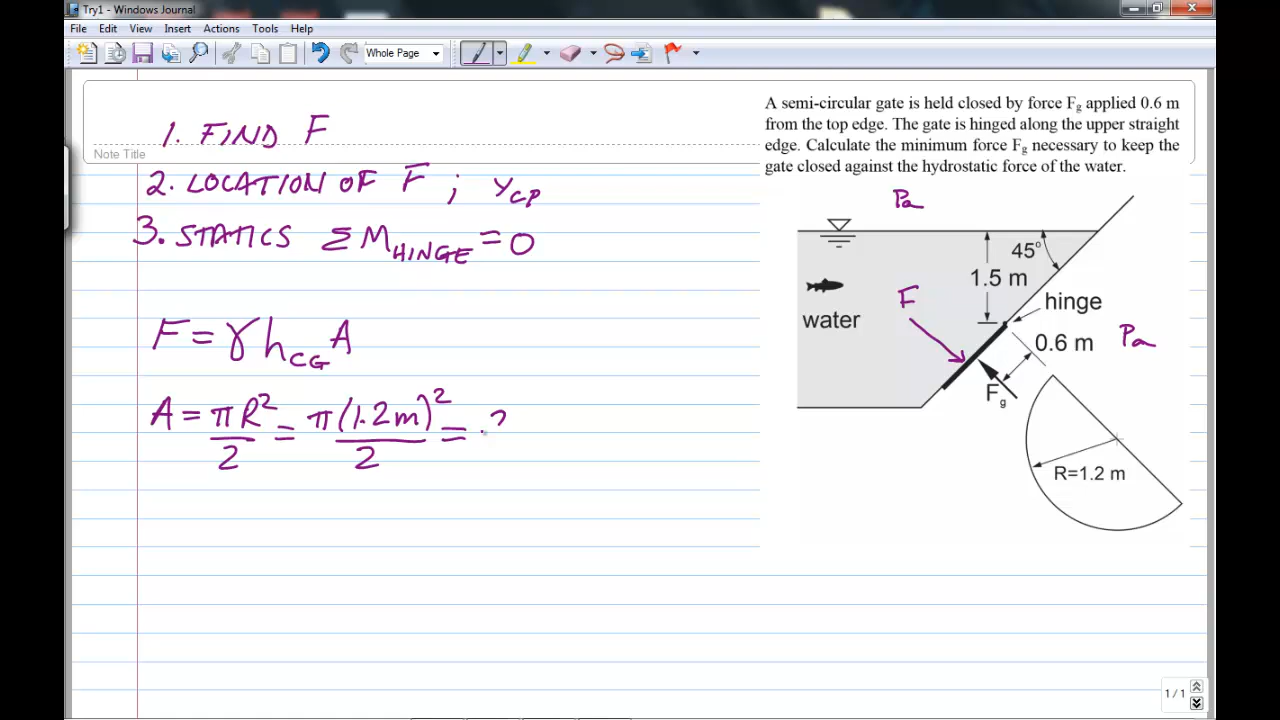 Try1 - Windows Journal
File Edit View Insert Actions Tools Help
Whole Page
Note Title
1. FIND F
2. LOCATION OF F ; yCP
3. STATICS ΣM HINGE = 0
F = γ hCG A
A = πR² / 2 = π(1.2m)² / 2 =
A semi-circular gate is held closed by force Fg applied 0.6 m
from the top edge. The gate is hinged along the upper straight
edge. Calculate the minimum force Fg necessary to keep the
gate closed against the hydrostatic force of the water.
Pa
45°
1.5 m
hinge
F
water
0.6 m
Pa
Fg
R=1.2 m
1 / 1